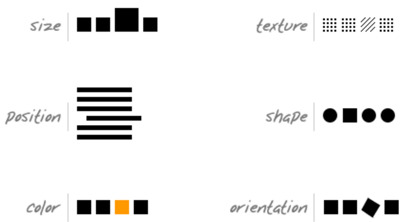 size
texture
position
shape
color
orientation